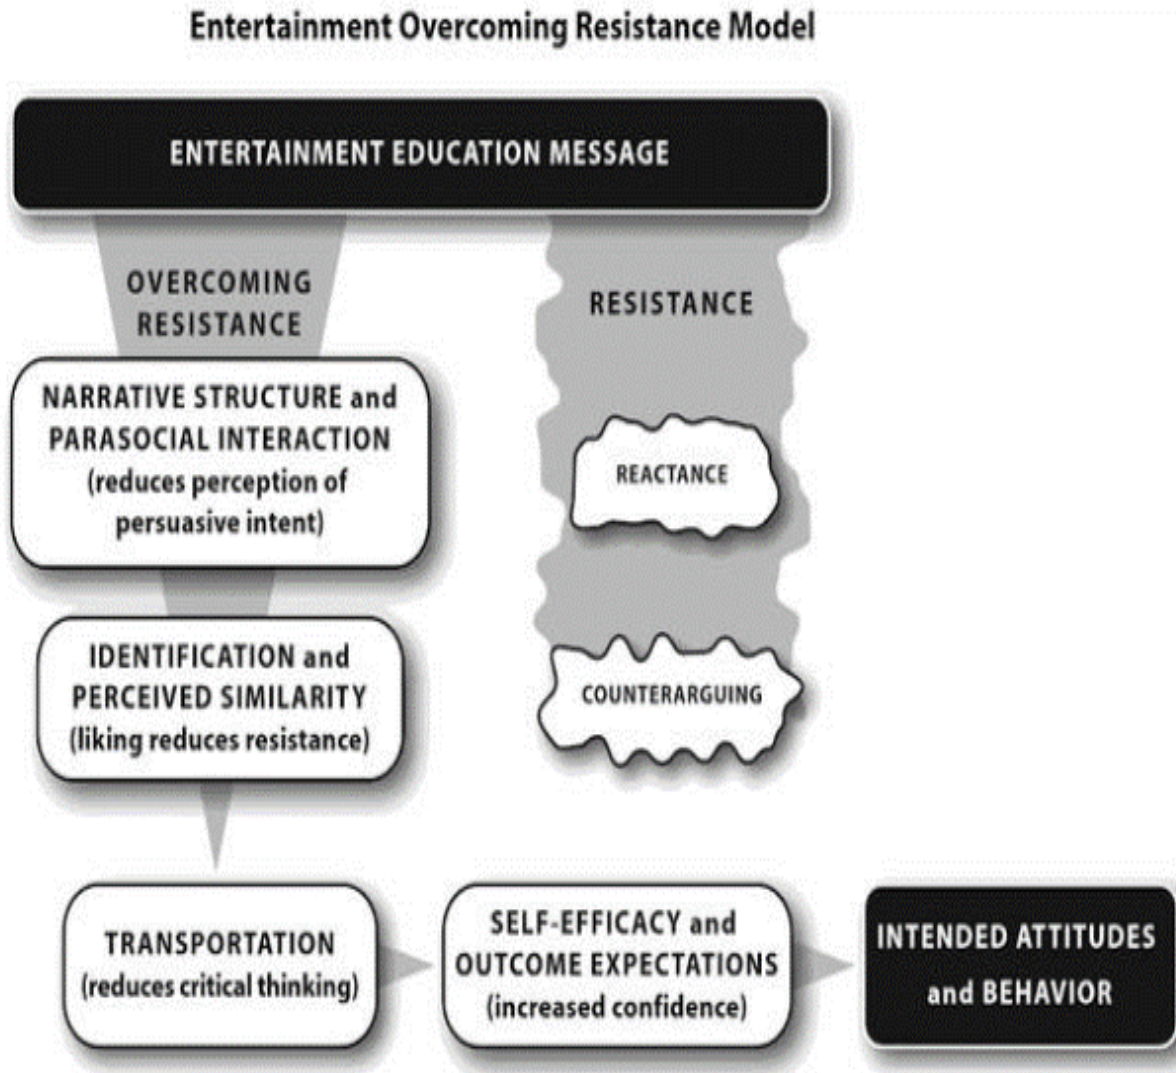 Entertainment Overcoming Resistance Model
ENTERTAINMENT EDUCATION MESSAGE
OVERCOMING
RESISTANCE
NARRATIVE STRUCTURE and
PARASOCIAL INTERACTION
(reduces perception of
persuasive intent)
IDENTIFICATION and
PERCEIVED SIMILARITY
(liking reduces resistance)
RESISTANCE
REACTANCE
COUNTERARGUING
TRANSPORTATION
(reduces critical thinking)
SELF-EFFICACY and
OUTCOME EXPECTATIONS
(increased confidence)
INTENDED ATTITUDES
and BEHAVIOR